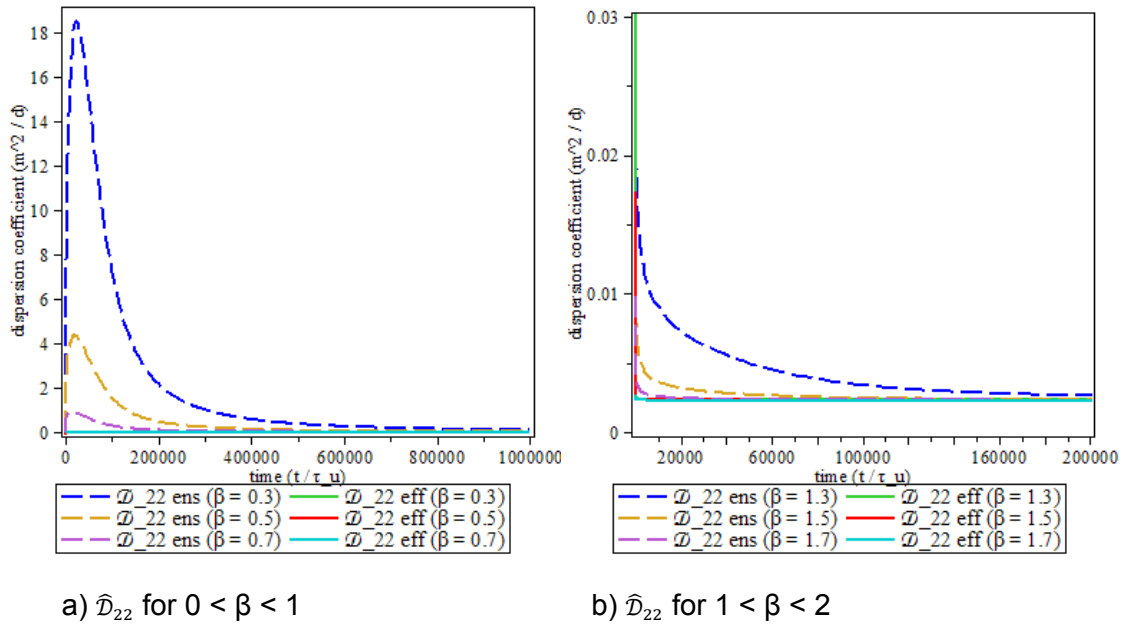 18
16
14
12
10
8
6
4
2
0
dispersion coefficient (m^2 / d)
0 200000 400000 600000 800000 1000000
time (t / τ_u)
𝒟_22 ens (β = 0.3) 𝒟_22 eff (β = 0.3)
𝒟_22 ens (β = 0.5) 𝒟_22 eff (β = 0.5)
𝒟_22 ens (β = 0.7) 𝒟_22 eff (β = 0.7)
a) 𝒟̂₂₂ for 0 < β < 1
0.03
0.02
0.01
0
dispersion coefficient (m^2 / d)
20000 60000 100000 200000
time (t / τ_u)
𝒟_22 ens (β = 1.3) 𝒟_22 eff (β = 1.3)
𝒟_22 ens (β = 1.5) 𝒟_22 eff (β = 1.5)
𝒟_22 ens (β = 1.7) 𝒟_22 eff (β = 1.7)
b) 𝒟̂₂₂ for 1 < β < 2